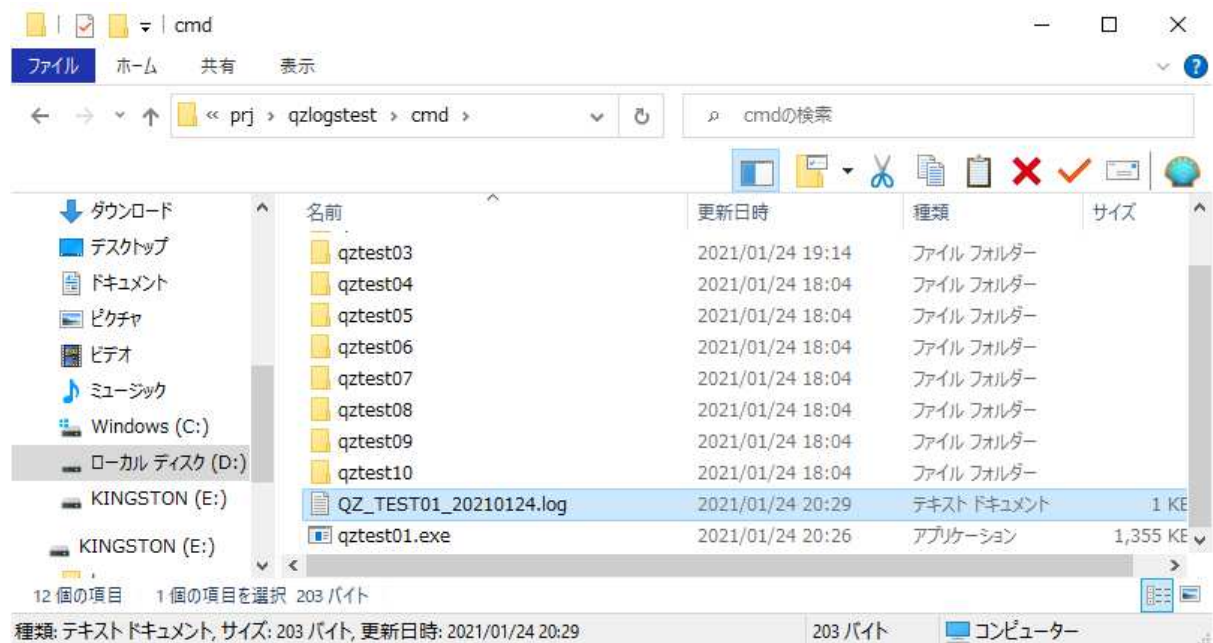 cmd
ファイル ホーム 共有 表示
« prj › qzlogstest › cmd › cmdの検索
名前 更新日時 種類 サイズ
ダウンロード
デスクトップ
ドキュメント
ピクチャ
ビデオ
ミュージック
Windows (C:)
ローカル ディスク (D:)
KINGSTON (E:)
KINGSTON (E:)
qztest03 2021/01/24 19:14 ファイル フォルダー
qztest04 2021/01/24 18:04 ファイル フォルダー
qztest05 2021/01/24 18:04 ファイル フォルダー
qztest06 2021/01/24 18:04 ファイル フォルダー
qztest07 2021/01/24 18:04 ファイル フォルダー
qztest08 2021/01/24 18:04 ファイル フォルダー
qztest09 2021/01/24 18:04 ファイル フォルダー
qztest10 2021/01/24 18:04 ファイル フォルダー
QZ_TEST01_20210124.log 2021/01/24 20:29 テキスト ドキュメント 1 KE
qztest01.exe 2021/01/24 20:26 アプリケーション 1,355 KE
12 個の項目 1 個の項目を選択 203 バイト
種類: テキスト ドキュメント, サイズ: 203 バイト, 更新日時: 2021/01/24 20:29 203 バイト コンピューター